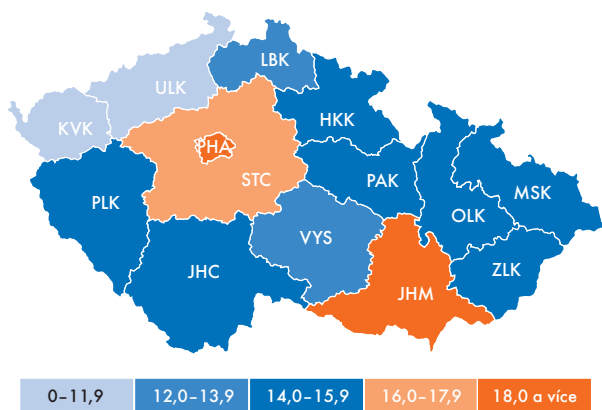 LBK
ULK
HKK
KVK
PHA
STC
PAK
MSK
PLK
OLK
VYS
ZLK
JHC
JHM
0–11,9 12,0–13,9 14,0–15,9 16,0–17,9 18,0 a více